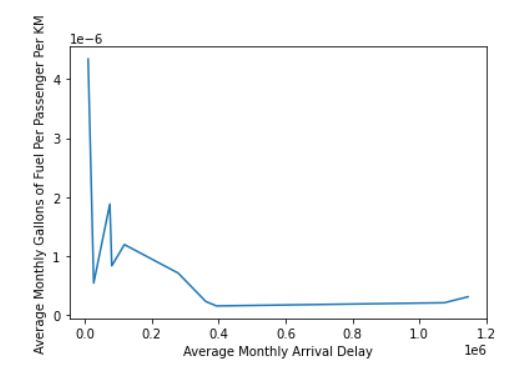 1e−6
Average Monthly Gallons of Fuel Per Passenger Per KM
4
3
2
1
0
0.0 0.2 0.4 0.6 0.8 1.0 1.2
Average Monthly Arrival Delay
1e6